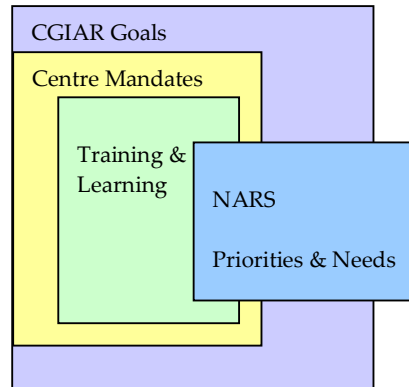 CGIAR Goals
Centre Mandates
Training &
Learning
NARS
Priorities & Needs